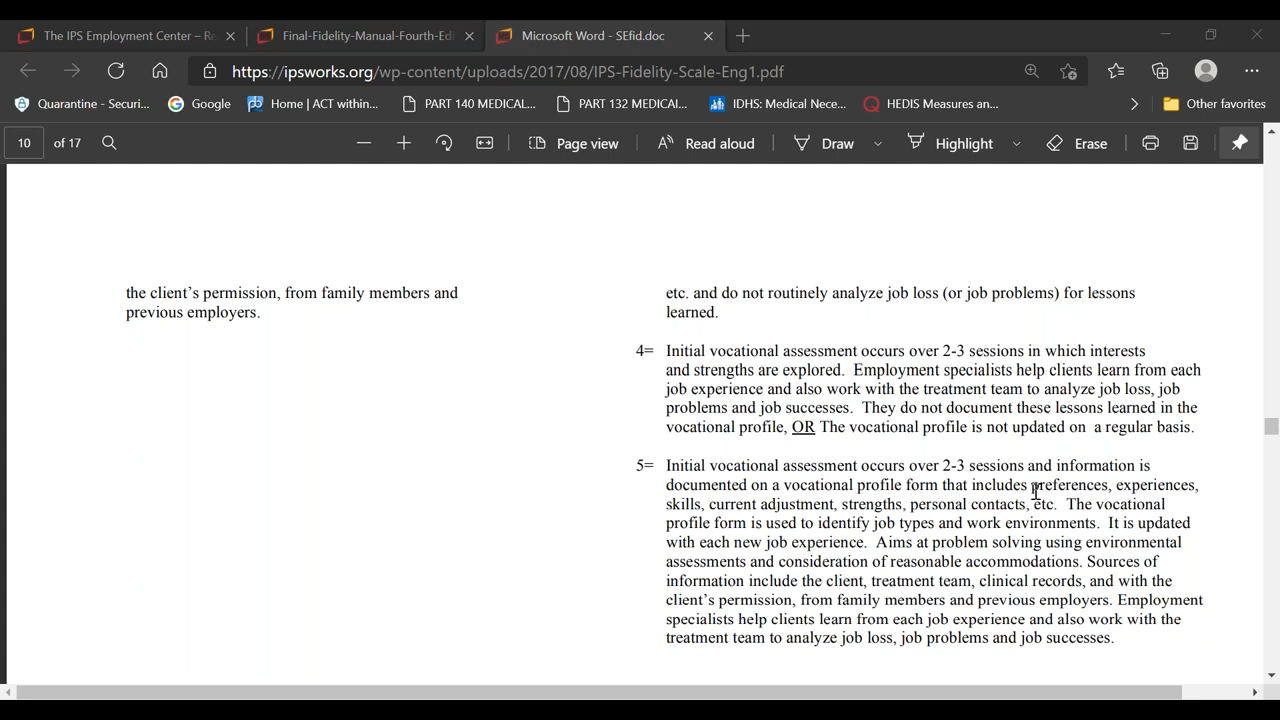 The IPS Employment Center – Re
Final-Fidelity-Manual-Fourth-Edi
Microsoft Word - SEfid.doc
https://ipsworks.org/wp-content/uploads/2017/08/IPS-Fidelity-Scale-Eng1.pdf
Quarantine - Securi...
Google
Home | ACT within...
PART 140 MEDICAL...
PART 132 MEDICAI...
IDHS: Medical Nece...
HEDIS Measures an...
Other favorites
10 of 17
Page view
Read aloud
Draw
Highlight
Erase
the client's permission, from family members and
previous employers.
etc. and do not routinely analyze job loss (or job problems) for lessons
learned.
4= Initial vocational assessment occurs over 2-3 sessions in which interests
and strengths are explored. Employment specialists help clients learn from each
job experience and also work with the treatment team to analyze job loss, job
problems and job successes. They do not document these lessons learned in the
vocational profile, OR The vocational profile is not updated on a regular basis.
5= Initial vocational assessment occurs over 2-3 sessions and information is
documented on a vocational profile form that includes preferences, experiences,
skills, current adjustment, strengths, personal contacts, etc. The vocational
profile form is used to identify job types and work environments. It is updated
with each new job experience. Aims at problem solving using environmental
assessments and consideration of reasonable accommodations. Sources of
information include the client, treatment team, clinical records, and with the
client's permission, from family members and previous employers. Employment
specialists help clients learn from each job experience and also work with the
treatment team to analyze job loss, job problems and job successes.